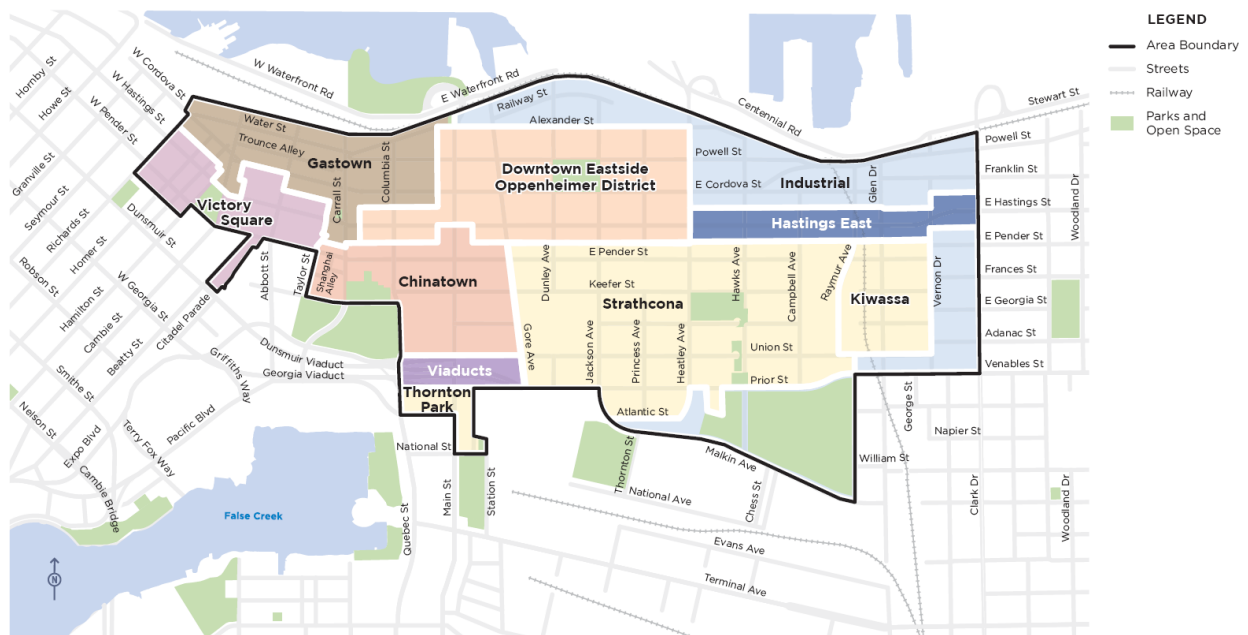 LEGEND
Area Boundary
Streets
Railway
Parks and
Open Space
W Cordova St
W Hastings St
W Pender St
Hornby St
Howe St
Granville St
Seymour St
Richards St
Homer St
Robson St
Hamilton St
Cambie St
Beatty St
Smithe St
Nelson St
Expo Blvd
Cambie Bridge
Terry Fox Way
Pacific Blvd
Griffiths Way
Citadel Parade
W Georgia St
Dunsmuir St
Dunsmuir Viaduct
Georgia Viaduct
Abbott St
Taylor St
Shanghai
Alley
Carrall St
Columbia St
Water St
Trounce Alley
Gastown
Victory
Square
W Waterfront Rd
E Waterfront Rd
Railway St
Alexander St
Downtown Eastside
Oppenheimer District
Centennial Rd
Stewart St
Powell St
E Cordova St
Industrial
Glen Dr
Powell St
Franklin St
E Hastings St
E Pender St
Frances St
E Georgia St
Adanac St
Venables St
Woodland Dr
Hastings East
Chinatown
Viaducts
Thornton
Park
E Pender St
Keefer St
Strathcona
Dunley Ave
Gore Ave
Jackson Ave
Princess Ave
Heatley Ave
Hawks Ave
Campbell Ave
Raymur Ave
Kiwassa
Vernon Dr
Union St
Prior St
Atlantic St
Malkin Ave
Thornton St
National Ave
Chess St
Evans Ave
Terminal Ave
National St
Main St
Station St
Quebec St
False Creek
George St
William St
Napier St
Clark Dr
Woodland Dr
N